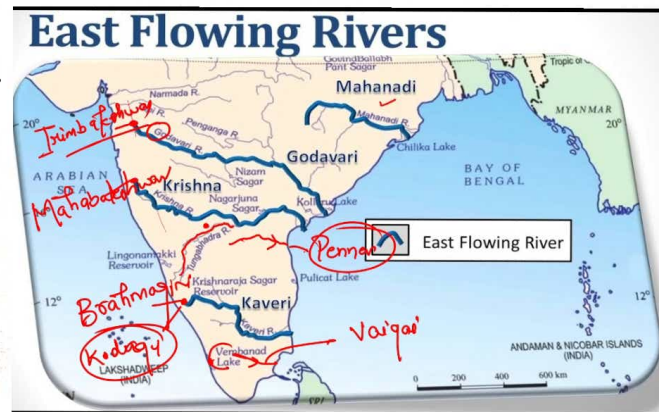 East Flowing Rivers
Govind Ballabh
Pant Sagar
Tropic of
Mahanadi
Narmada R.
MYANMAR
20°
Trimbakeshwar
Penganga R.
Mahanadi R.
20°
Godavari R.
Chilika Lake
Godavari
ARABIAN
SEA
Nizam
Sagar
BAY OF
BENGAL
Mahabaleshwar
Krishna
Krishna R.
Nagarjuna
Sagar
Kolleru Lake
East Flowing River
Tungabhadra R.
Pennar
Lingonamakki
Reservoir
Pulicat Lake
Krishnaraja Sagar
Reservoir
Brahmagiri
12°
Kaveri
12°
Kaveri R.
Kodagu
Vaigai
Vembanad
Lake
LAKSHADWEEP
(INDIA)
ANDAMAN & NICOBAR ISLANDS
(INDIA)
0 200 400 600 km